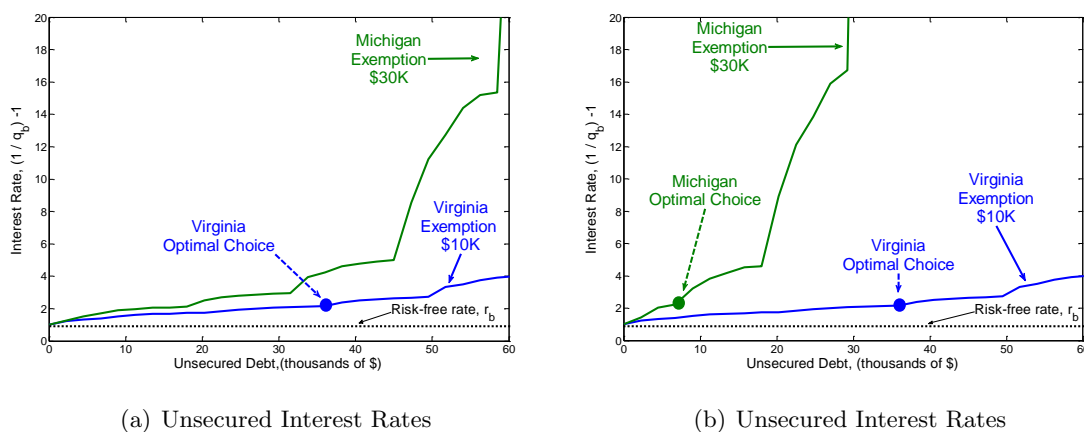 20
18
16
14
12
10
8
6
4
2
0
Interest Rate, (1 / q_b) -1
Michigan
Exemption
$30K
Virginia
Optimal Choice
Virginia
Exemption
$10K
Risk-free rate, r_b
0 10 20 30 40 50 60
Unsecured Debt,(thousands of $)
(a) Unsecured Interest Rates
20
18
16
14
12
10
8
6
4
2
0
Interest Rate, (1 / q_b) -1
Michigan
Exemption
$30K
Michigan
Optimal Choice
Virginia
Exemption
$10K
Virginia
Optimal Choice
Risk-free rate, r_b
0 10 20 30 40 50 60
Unsecured Debt, (thousands of $)
(b) Unsecured Interest Rates